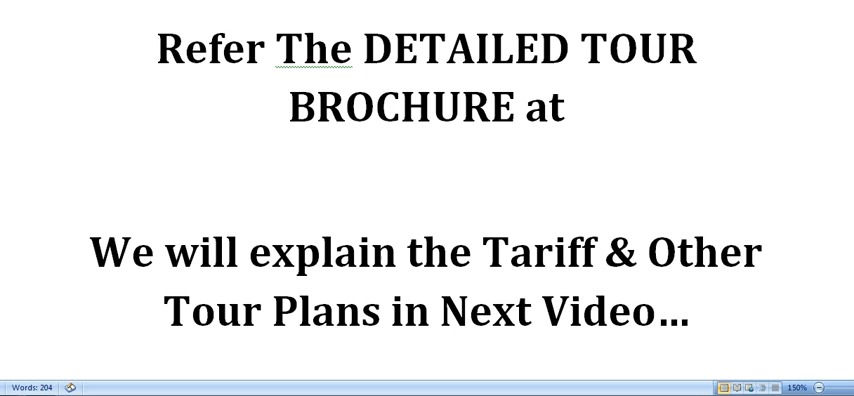 Refer The DETAILED TOUR
BROCHURE at
We will explain the Tariff & Other
Tour Plans in Next Video…
Words: 204
150%